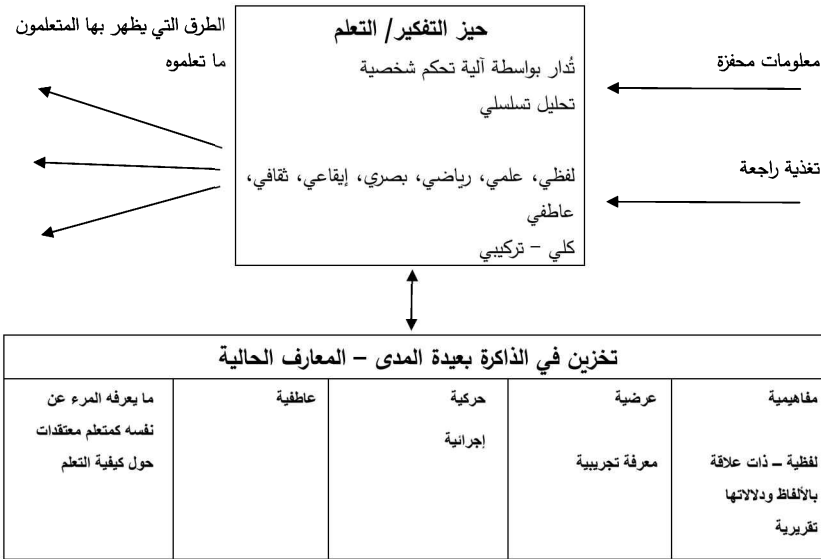 معلومات محفزة
تغذية راجعة
حيز التفكير/ التعلم
تُدار بواسطة آلية تحكم شخصية
تحليل تسلسلي
لفظي، علمي، رياضي، بصري، إيقاعي، ثقافي،
عاطفي
كلي – تركيبي
الطرق التي يظهر بها المتعلمون
ما تعلموه
تخزين في الذاكرة بعيدة المدى – المعارف الحالية
مفاهيمية
لفظية – ذات علاقة
بالألفاظ ودلالاتها
تقريرية
عرضية
معرفة تجريبية
حركية
إجرائية
عاطفية
ما يعرفه المرء عن
نفسه كمتعلم معتقدات
حول كيفية التعلم